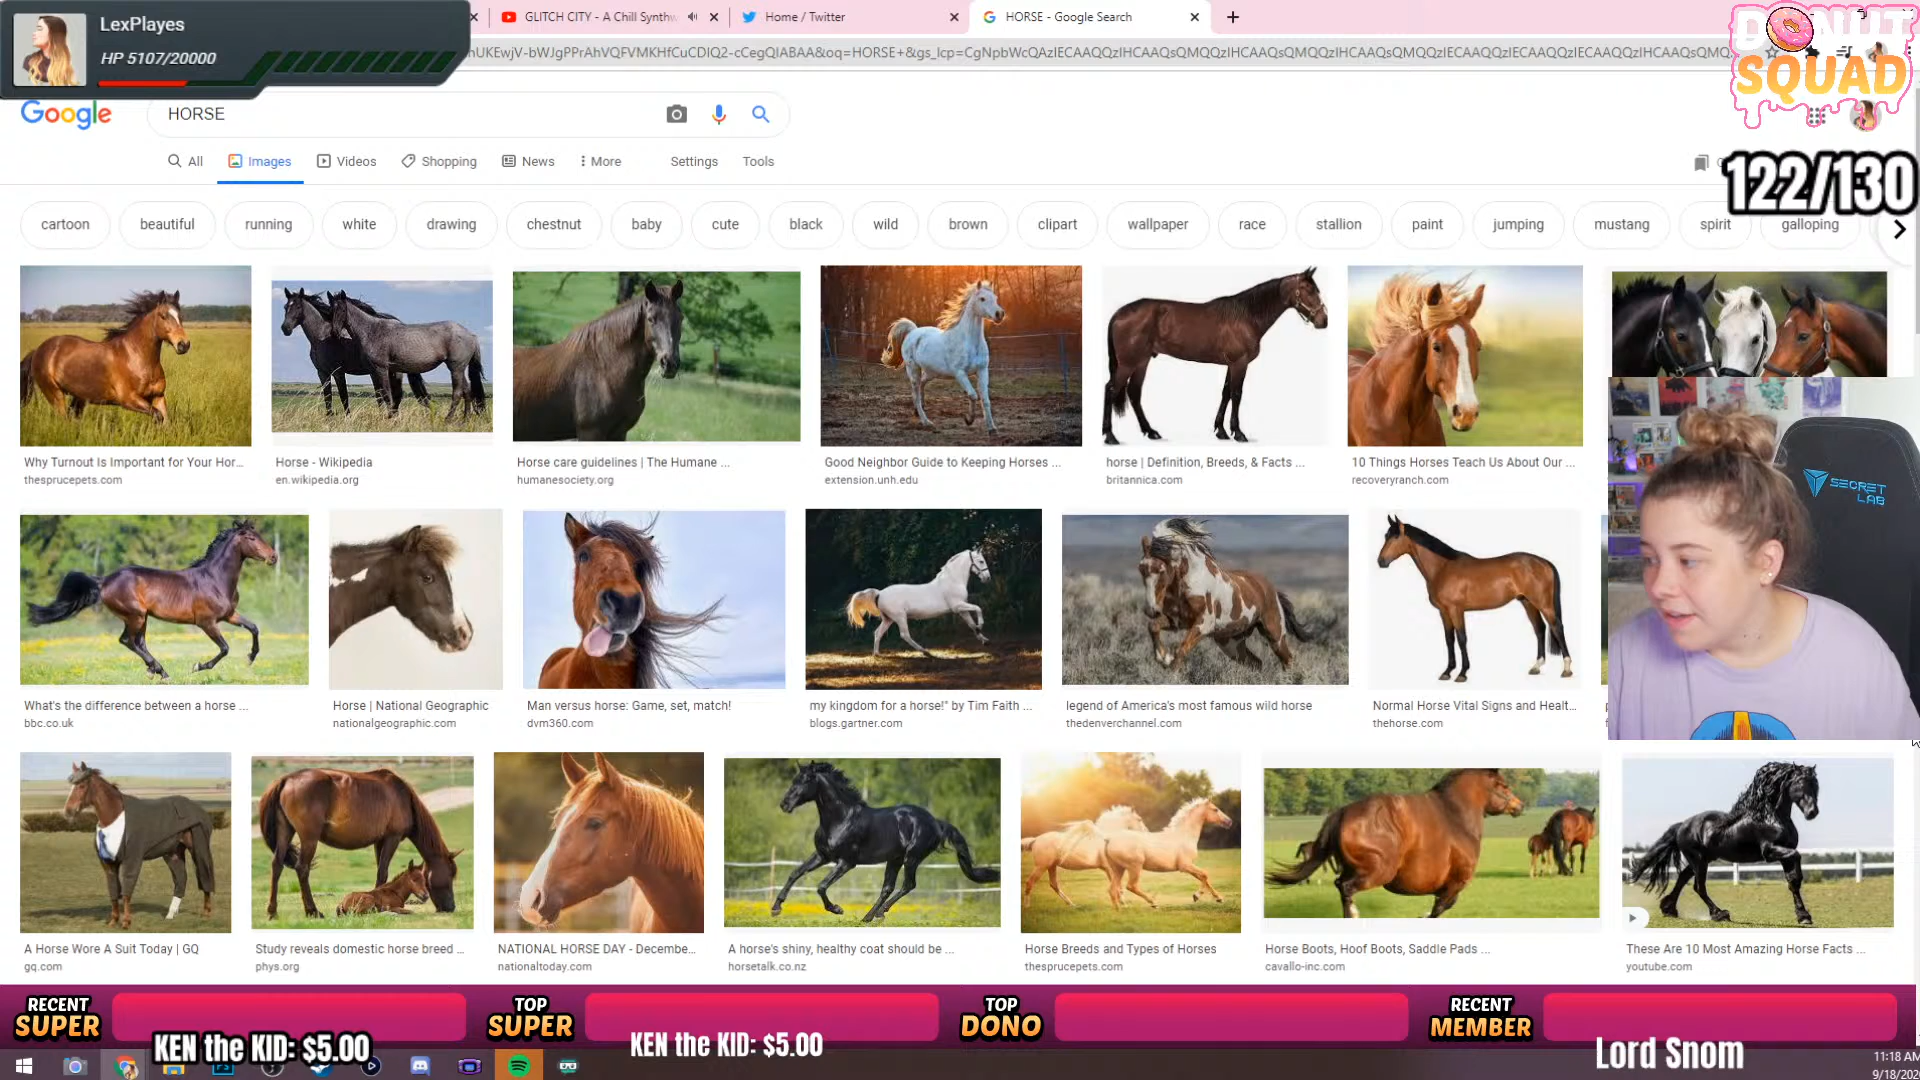 LexPlayes
HP 5107/20000
GLITCH CITY - A Chill Synthw
Home / Twitter
HORSE - Google Search
DONUT
SQUAD
Google
HORSE
All
Images
Videos
Shopping
News
More
Settings
Tools
122/130
cartoon
beautiful
running
white
drawing
chestnut
baby
cute
black
wild
brown
clipart
wallpaper
race
stallion
paint
jumping
mustang
spirit
galloping
Why Turnout Is Important for Your Hor...
thesprucepets.com
Horse - Wikipedia
en.wikipedia.org
Horse care guidelines | The Humane ...
humanesociety.org
Good Neighbor Guide to Keeping Horses ...
extension.unh.edu
horse | Definition, Breeds, & Facts ...
britannica.com
10 Things Horses Teach Us About Our ...
recoveryranch.com
SECRET
LAB
What's the difference between a horse ...
bbc.co.uk
Horse | National Geographic
nationalgeographic.com
Man versus horse: Game, set, match!
dvm360.com
my kingdom for a horse!" by Tim Faith ...
blogs.gartner.com
legend of America's most famous wild horse
thedenverchannel.com
Normal Horse Vital Signs and Healt...
thehorse.com
A Horse Wore A Suit Today | GQ
gq.com
Study reveals domestic horse breed ...
phys.org
NATIONAL HORSE DAY - Decembe...
nationaltoday.com
A horse's shiny, healthy coat should be ...
horsetalk.co.nz
Horse Breeds and Types of Horses
thesprucepets.com
Horse Boots, Hoof Boots, Saddle Pads ...
cavallo-inc.com
These Are 10 Most Amazing Horse Facts ...
youtube.com
RECENT
SUPER
KEN the KID: $5.00
TOP
SUPER
KEN the KID: $5.00
TOP
DONO
RECENT
MEMBER
Lord Snom
11:18 AM
9/18/202